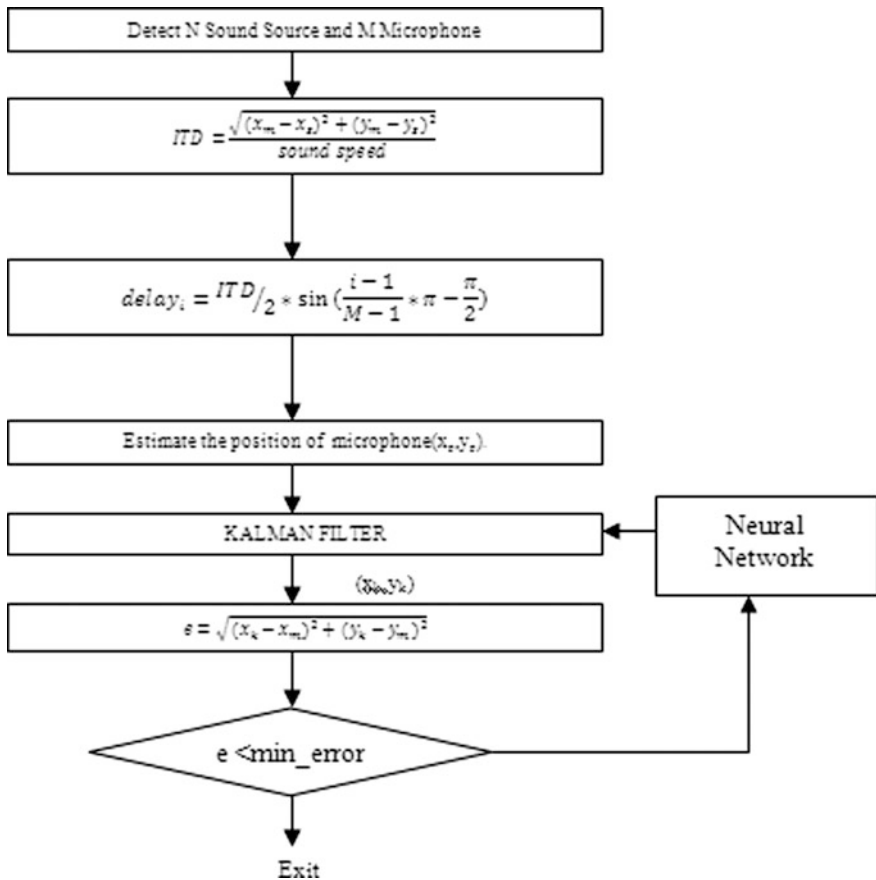 Detect N Sound Source and M Microphone
ITD = √((x_m − x_s)² + (y_m − y_s)²) / sound speed
delay_i = ITD/2 * sin (i − 1 / M − 1 * π − π/2)
Estimate the position of microphone(x_s,y_s).
KALMAN FILTER
Neural
Network
e = √((x_k − x_m)² + (y_k − y_m)²)
e <min_error
Exit